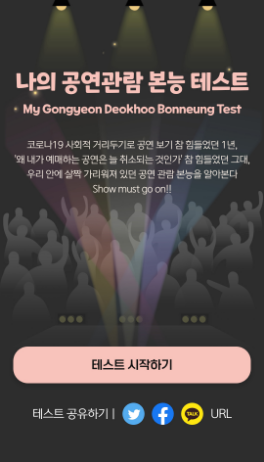 나의 공연관람 본능 테스트
My Gongyeon Deokhoo Bonneung Test
코로나19 사회적 거리두기로 공연 보기 참 힘들었던 1년,
'왜 내가 예매하는 공연은 늘 취소되는 것인가' 참 힘들었던 그대,
우리 안에 살짝 가리워져 있던 공연 관람 본능을 알아본다
Show must go on!!
테스트 시작하기
테스트 공유하기 | TALK URL